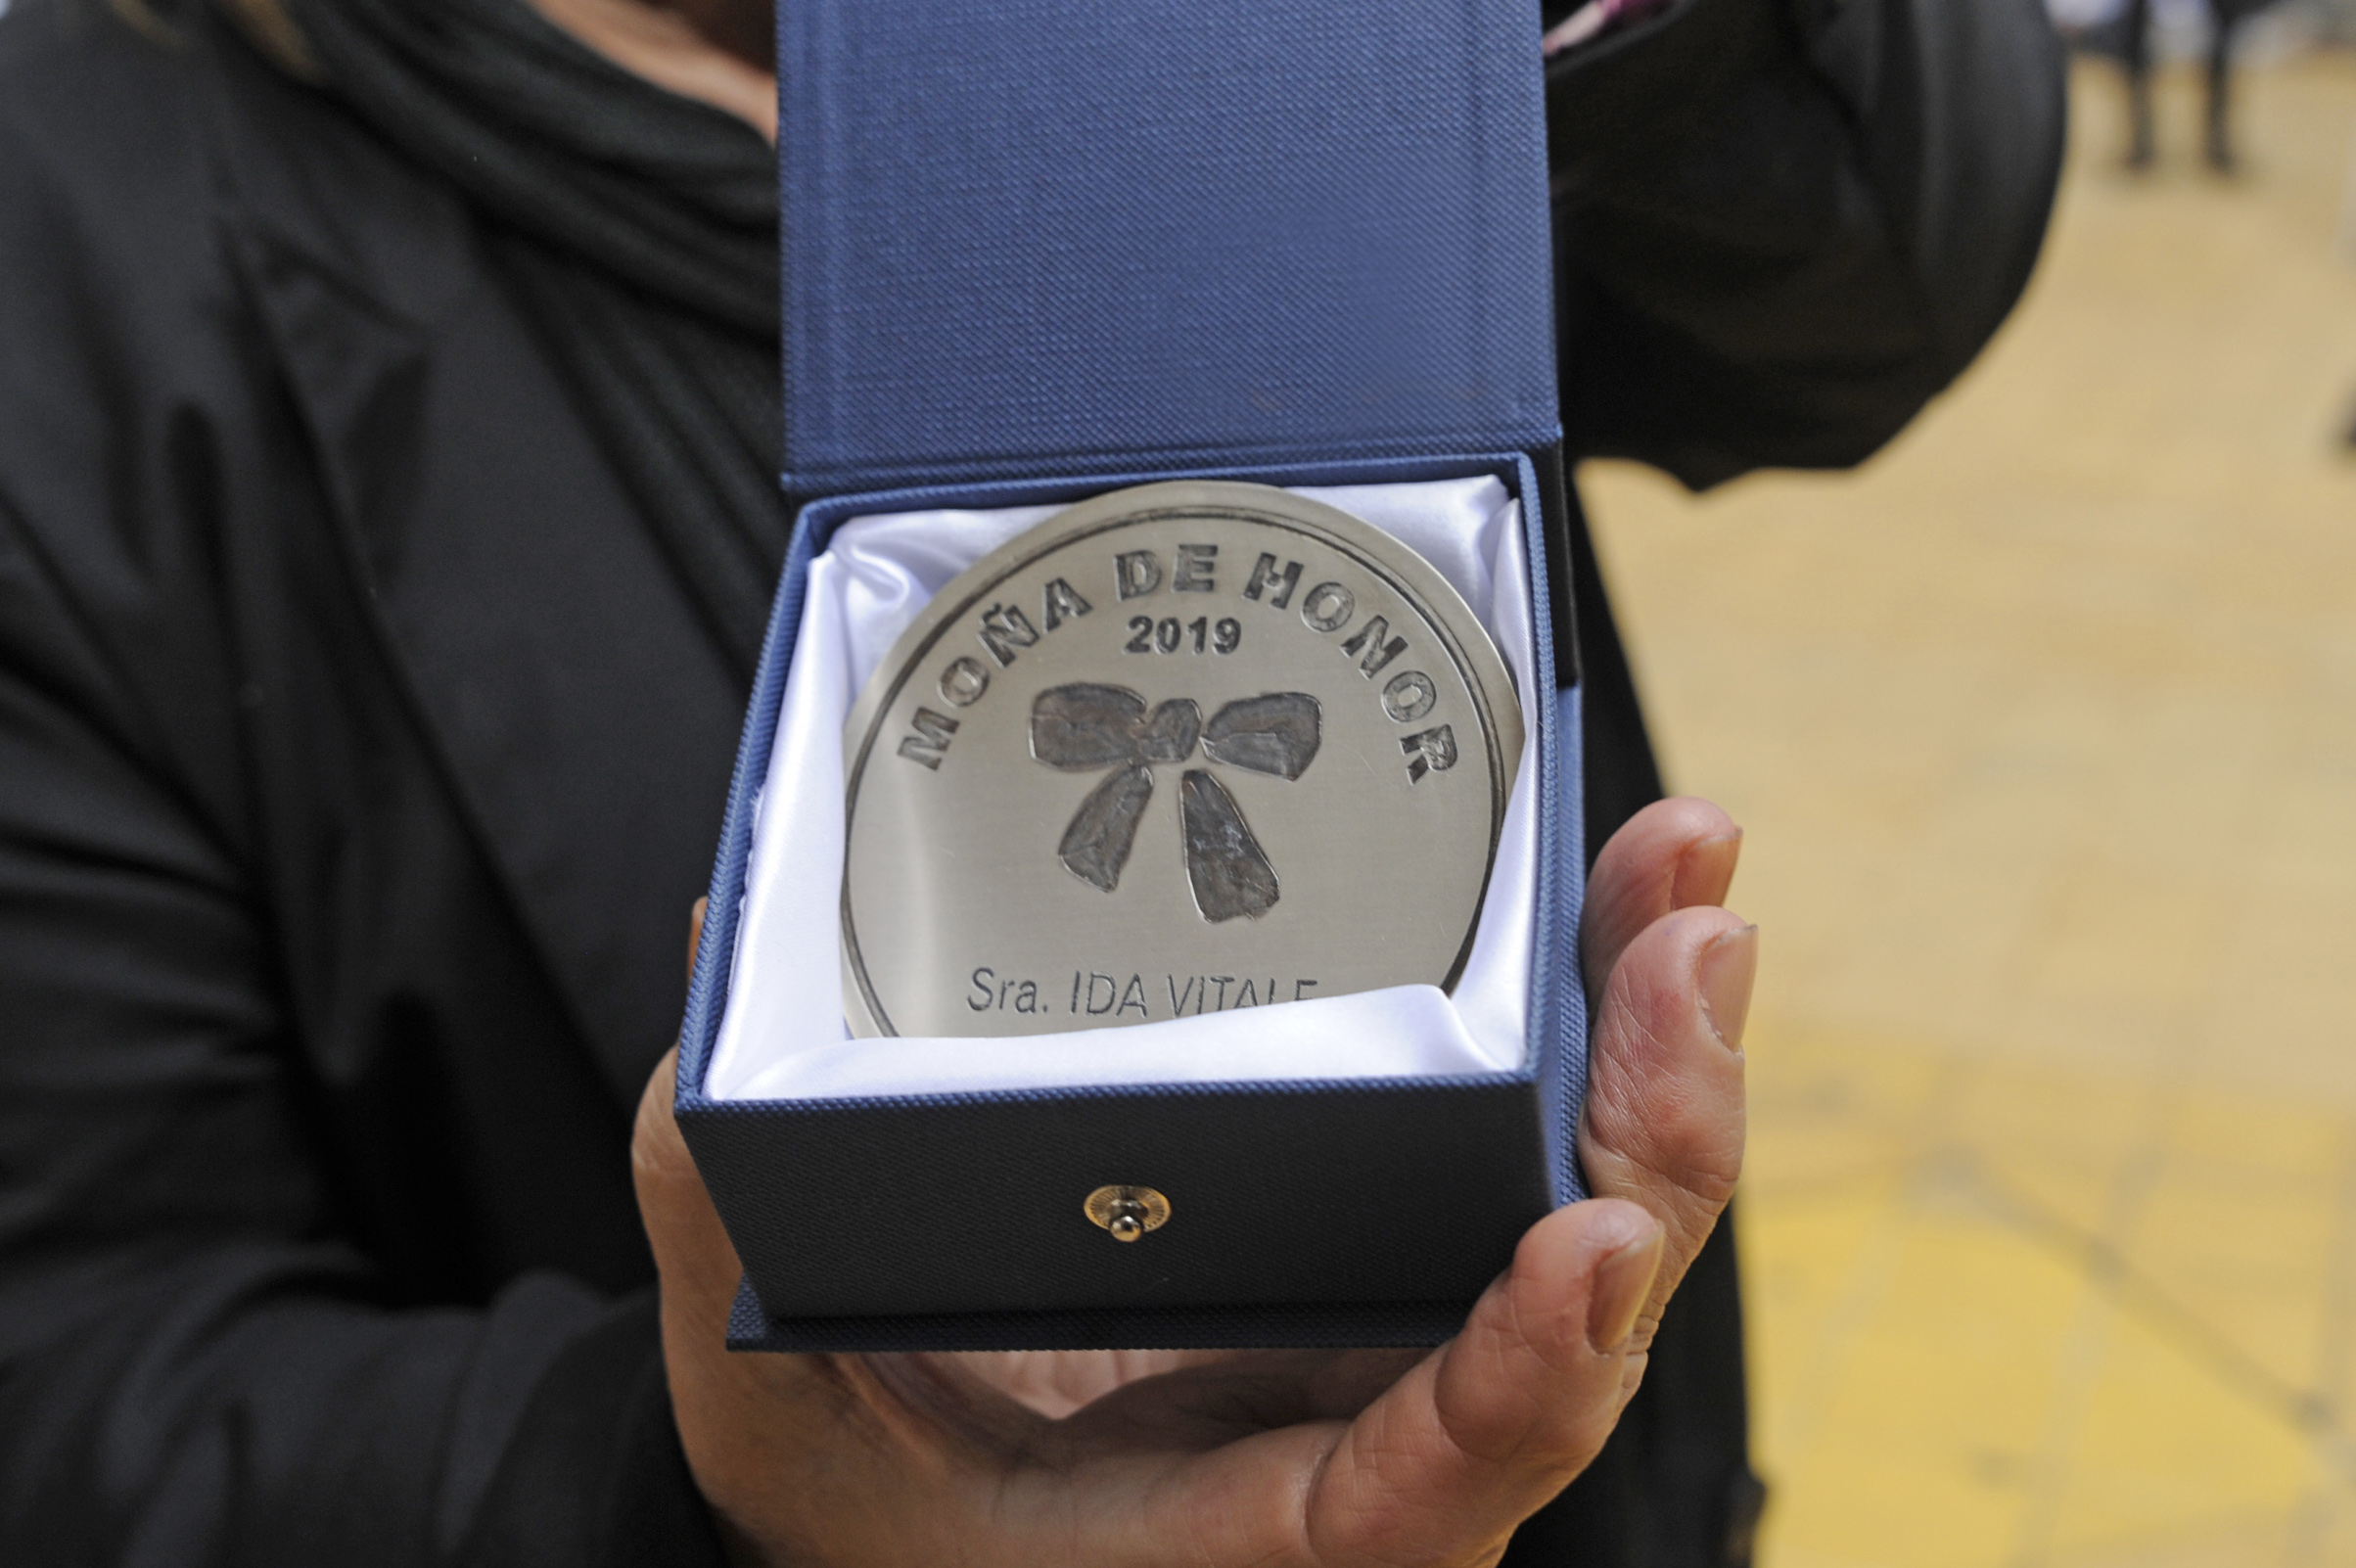 MOÑA DE HONOR
2019
Sra. IDA VITALE